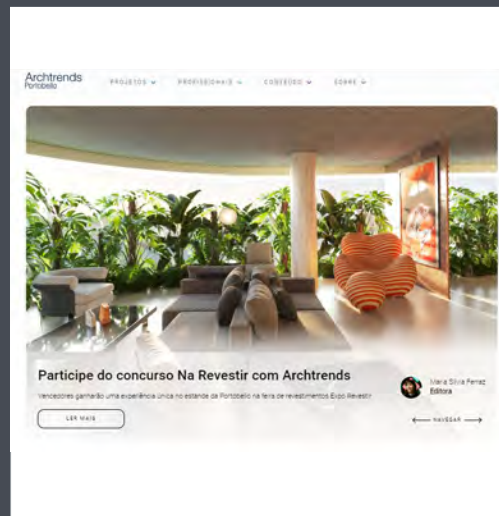 Archtrends
Portobello
PROJETOS
PROFISSIONAIS
CONTEÚDO
SOBRE
Participe do concurso Na Revestir com Archtrends
Vencedores ganharão uma experiência única no estande da Portobello na feira de revestimentos Expo Revestir
Maria Silvia Ferraz
Editora
LER MAIS
NAVEGAR